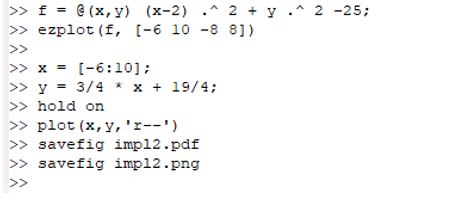 >> f = @(x,y) (x-2) .^ 2 + y .^ 2 -25;
>> ezplot(f, [-6 10 -8 8])
>>
>> x = [-6:10];
>> y = 3/4 * x + 19/4;
>> hold on
>> plot(x,y,'r--')
>> savefig impl2.pdf
>> savefig impl2.png
>>